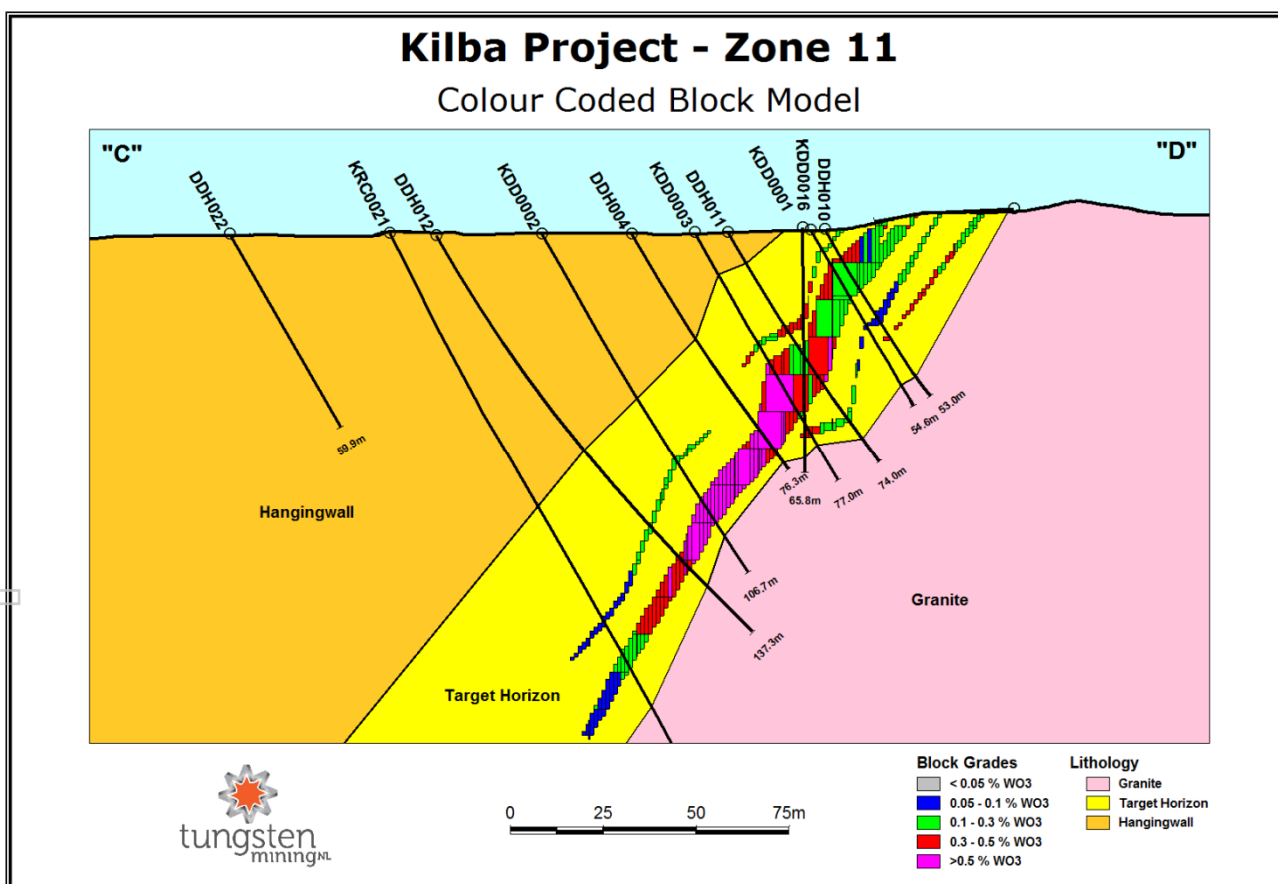 Kilba Project - Zone 11
Colour Coded Block Model
"C"
"D"
DDH022
KRC0021
DDH012
KDD0002
DDH004
KDD0003
DDH011
KDD0001
KDD0016
DDH010
59.9m
53.0m
54.6m
76.3m
74.0m
65.8m
77.0m
Hangingwall
106.7m
Granite
137.3m
Target Horizon
Block Grades
< 0.05 % WO3
0.05 - 0.1 % WO3
0.1 - 0.3 % WO3
0.3 - 0.5 % WO3
>0.5 % WO3
Lithology
Granite
Target Horizon
Hangingwall
0 25 50 75m
tungsten
miningNL